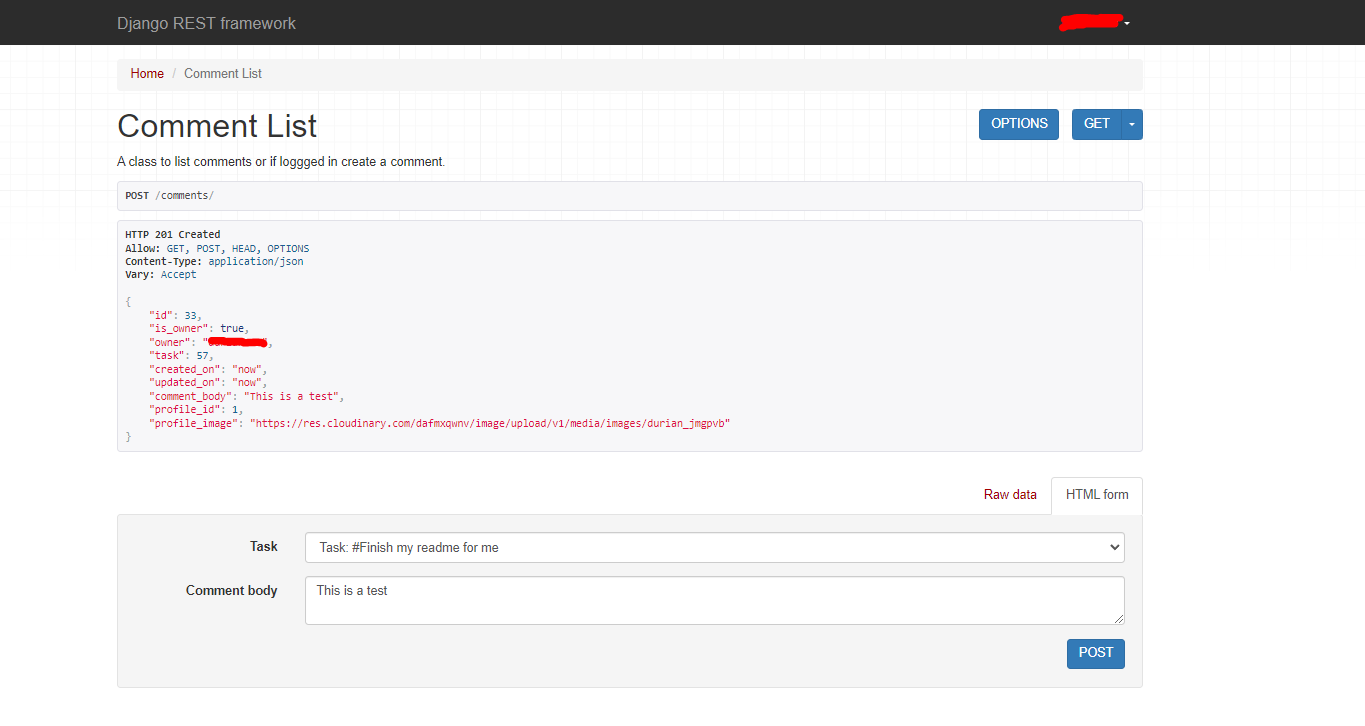 Django REST framework
Home / Comment List
Comment List
OPTIONS GET
A class to list comments or if loggged in create a comment.
POST /comments/
HTTP 201 Created
Allow: GET, POST, HEAD, OPTIONS
Content-Type: application/json
Vary: Accept
{
"id": 33,
"is_owner": true,
"owner": "
"task": 57,
"created_on": "now",
"updated_on": "now",
"comment_body": "This is a test",
"profile_id": 1,
"profile_image": "https://res.cloudinary.com/dafmxqwnv/image/upload/v1/media/images/durian_jmgpvb"
}
Raw data HTML form
Task Task: #Finish my readme for me
Comment body This is a test
POST